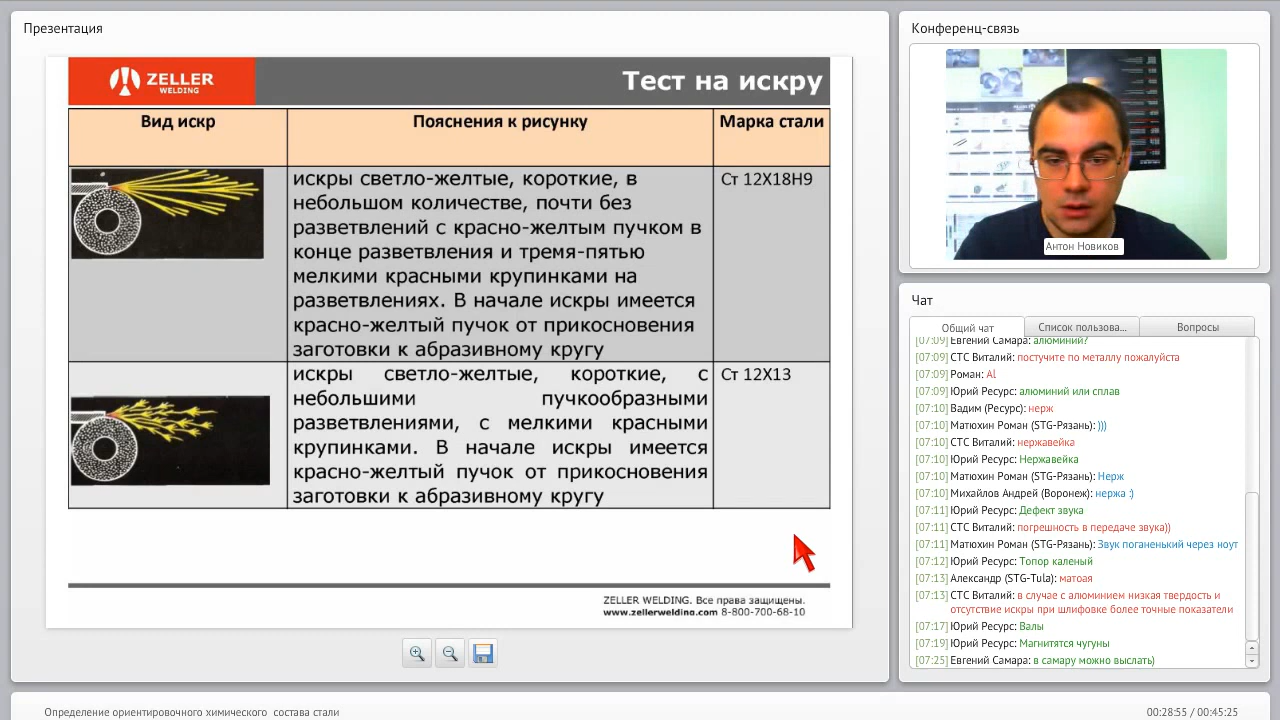 Презентация
ZELLER
WELDING
Тест на искру
Вид искр
Пояснения к рисунку
Марка стали
искры светло-желтые, короткие, в
небольшом количестве, почти без
разветвлений с красно-желтым пучком в
конце разветвления и тремя-пятью
мелкими красными крупинками на
разветвлениях. В начале искры имеется
красно-желтый пучок от прикосновения
заготовки к абразивному кругу
Ст 12Х18Н9
искры светло-желтые, короткие, с
небольшими пучкообразными
разветвлениями, с мелкими красными
крупинками. В начале искры имеется
красно-желтый пучок от прикосновения
заготовки к абразивному кругу
Ст 12Х13
ZELLER WELDING. Все права защищены.
www.zellerwelding.com 8-800-700-68-10
Конференц-связь
Антон Новиков
Чат
Общий чат
Список пользова...
Вопросы
[07:09] Евгений Самара: алюминий?
[07:09] СТС Виталий: постучите по металлу пожалуйста
[07:09] Роман: Al
[07:09] Юрий Ресурс: алюминий или сплав
[07:10] Вадим (Ресурс): нерж
[07:10] Матюхин Роман (STG-Рязань): )))
[07:10] СТС Виталий: нержавейка
[07:10] Юрий Ресурс: Нержавейка
[07:10] Матюхин Роман (STG-Рязань): Нерж
[07:10] Михайлов Андрей (Воронеж): нержа :)
[07:11] Юрий Ресурс: Дефект звука
[07:11] СТС Виталий: погрешность в передаче звука))
[07:11] Матюхин Роман (STG-Рязань): Звук поганенький через ноут
[07:12] Юрий Ресурс: Топор каленый
[07:13] Александр (STG-Tula): матоая
[07:13] СТС Виталий: в случае с алюминием низкая твердость и
отсутствие искры при шлифовке более точные показатели
[07:17] Юрий Ресурс: Валы
[07:19] Юрий Ресурс: Магнитятся чугуны
[07:25] Евгений Самара: в самару можно выслать)
Определение ориентировочного химического состава стали
00:28:55 / 00:45:25